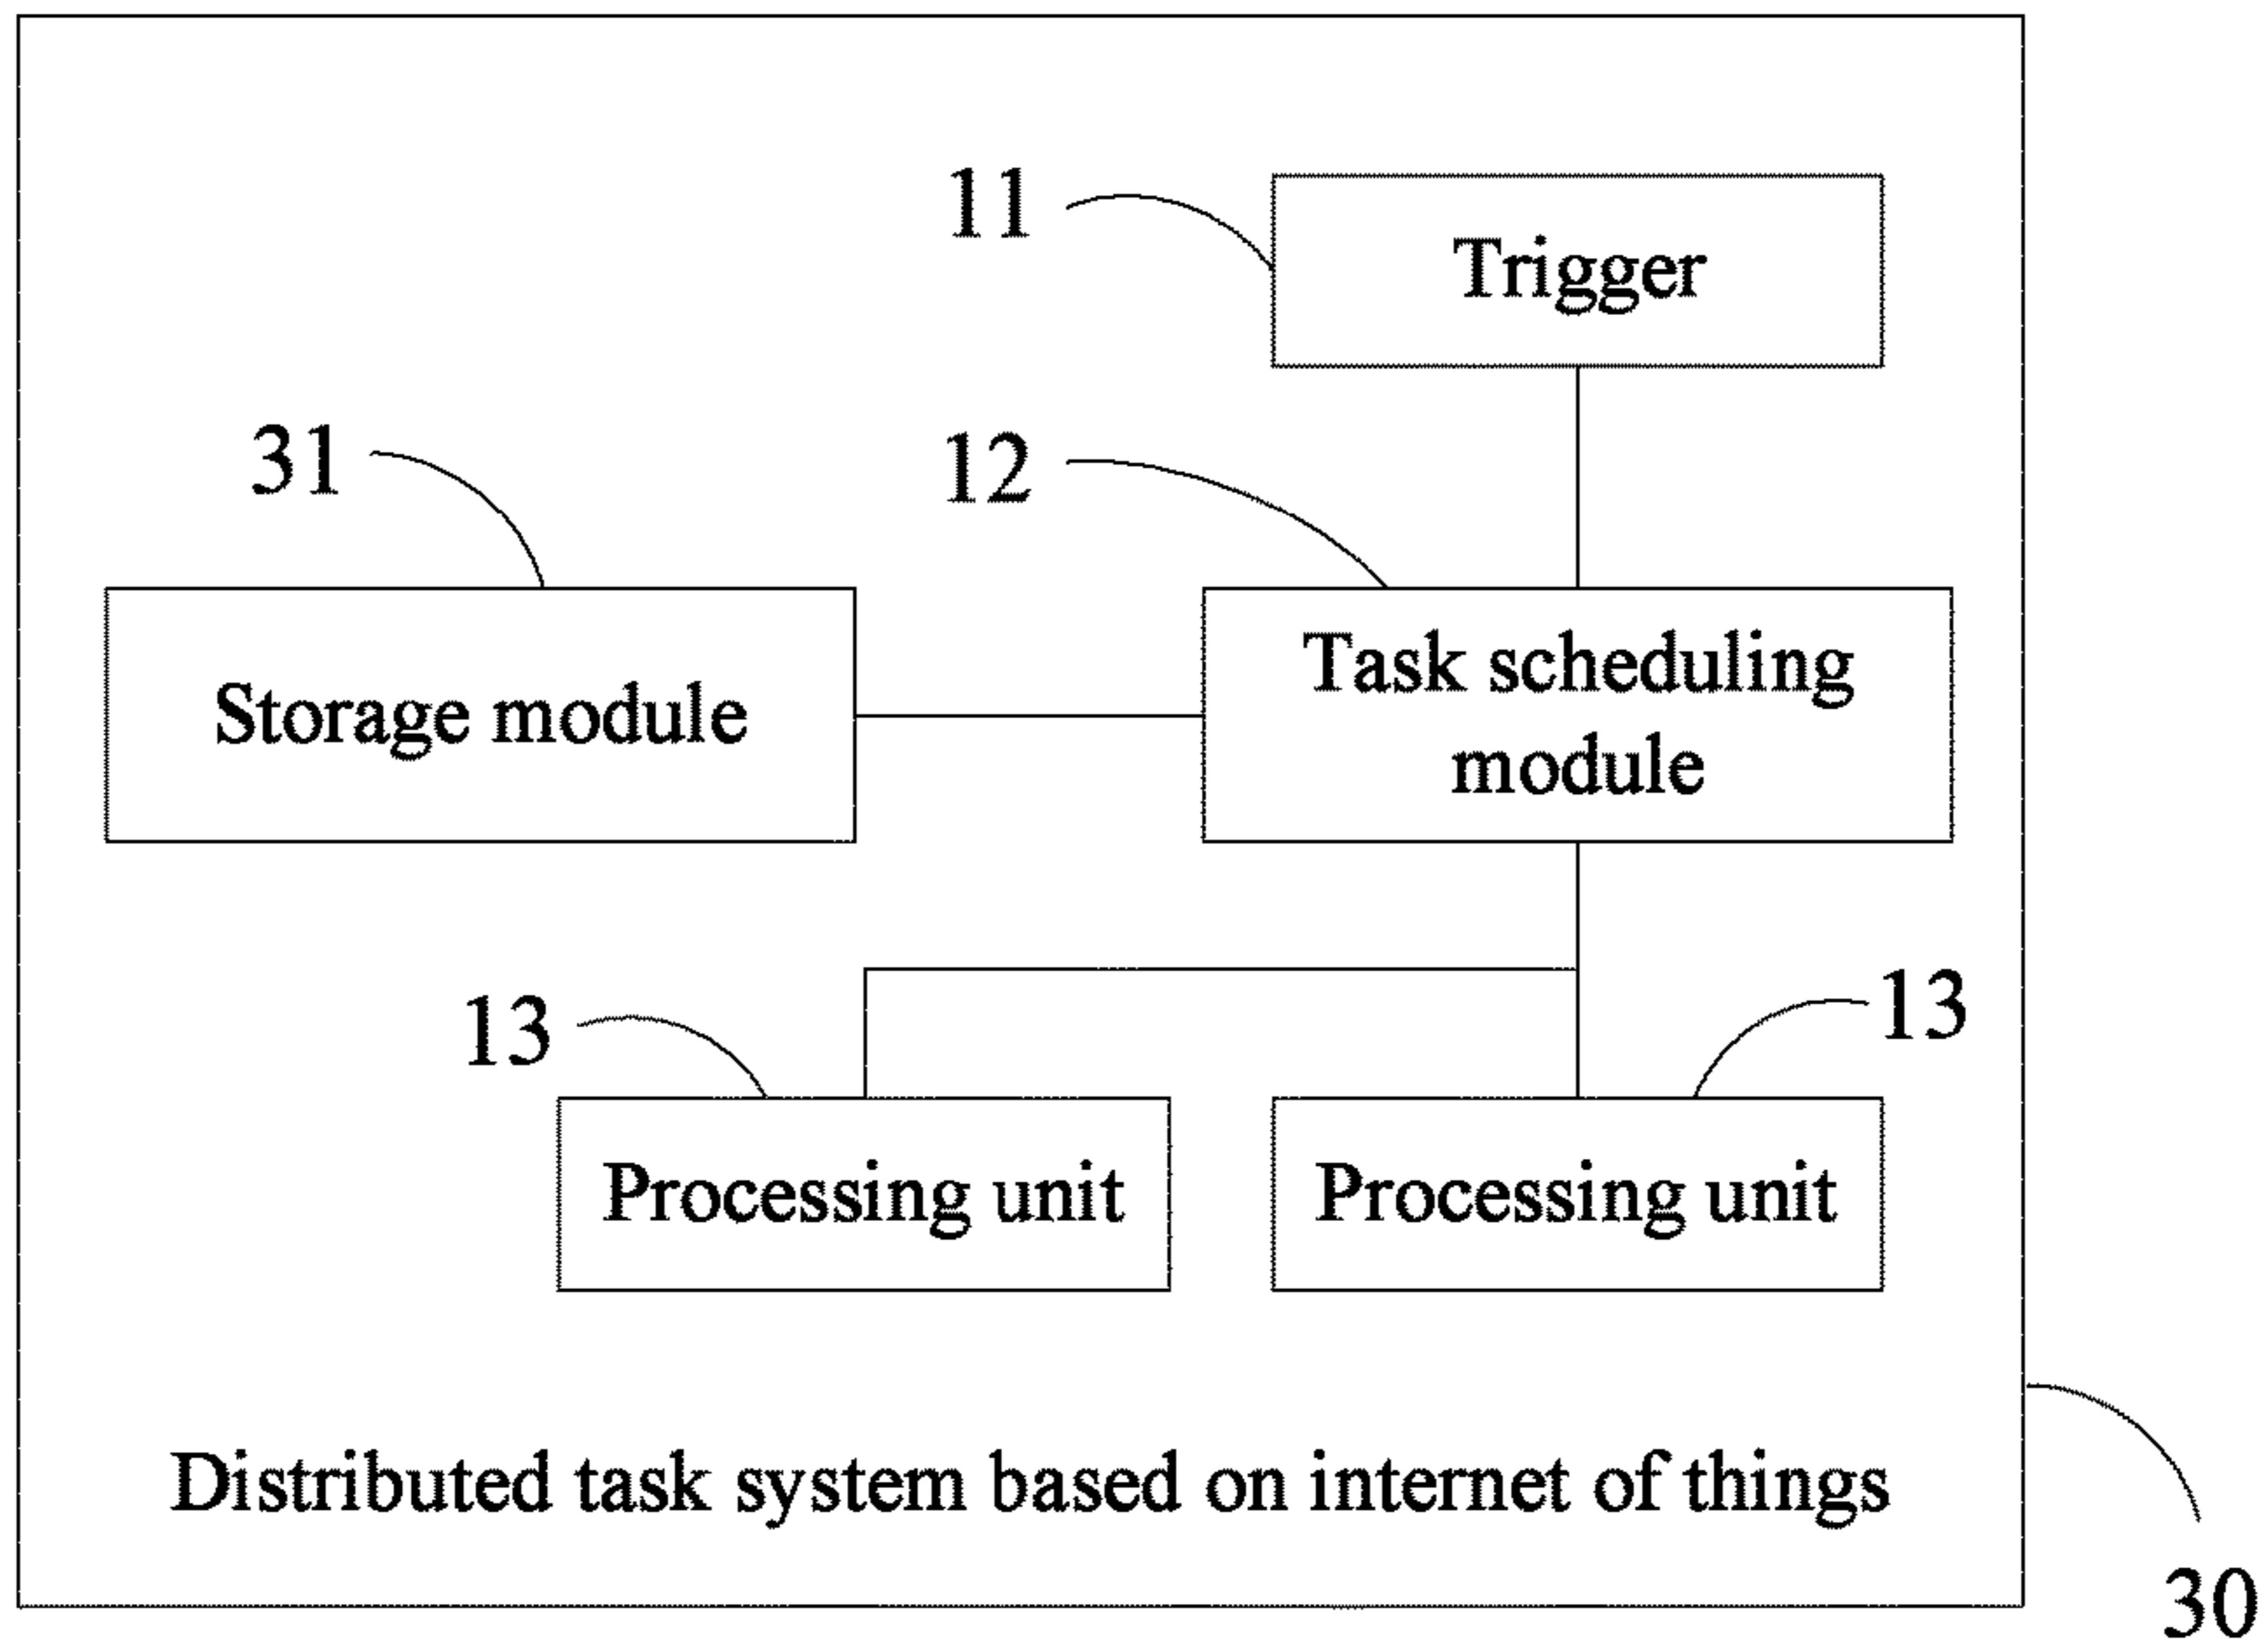 11
Trigger
31
12
Storage module
Task scheduling
module
13
13
Processing unit
Processing unit
Distributed task system based on internet of things
30